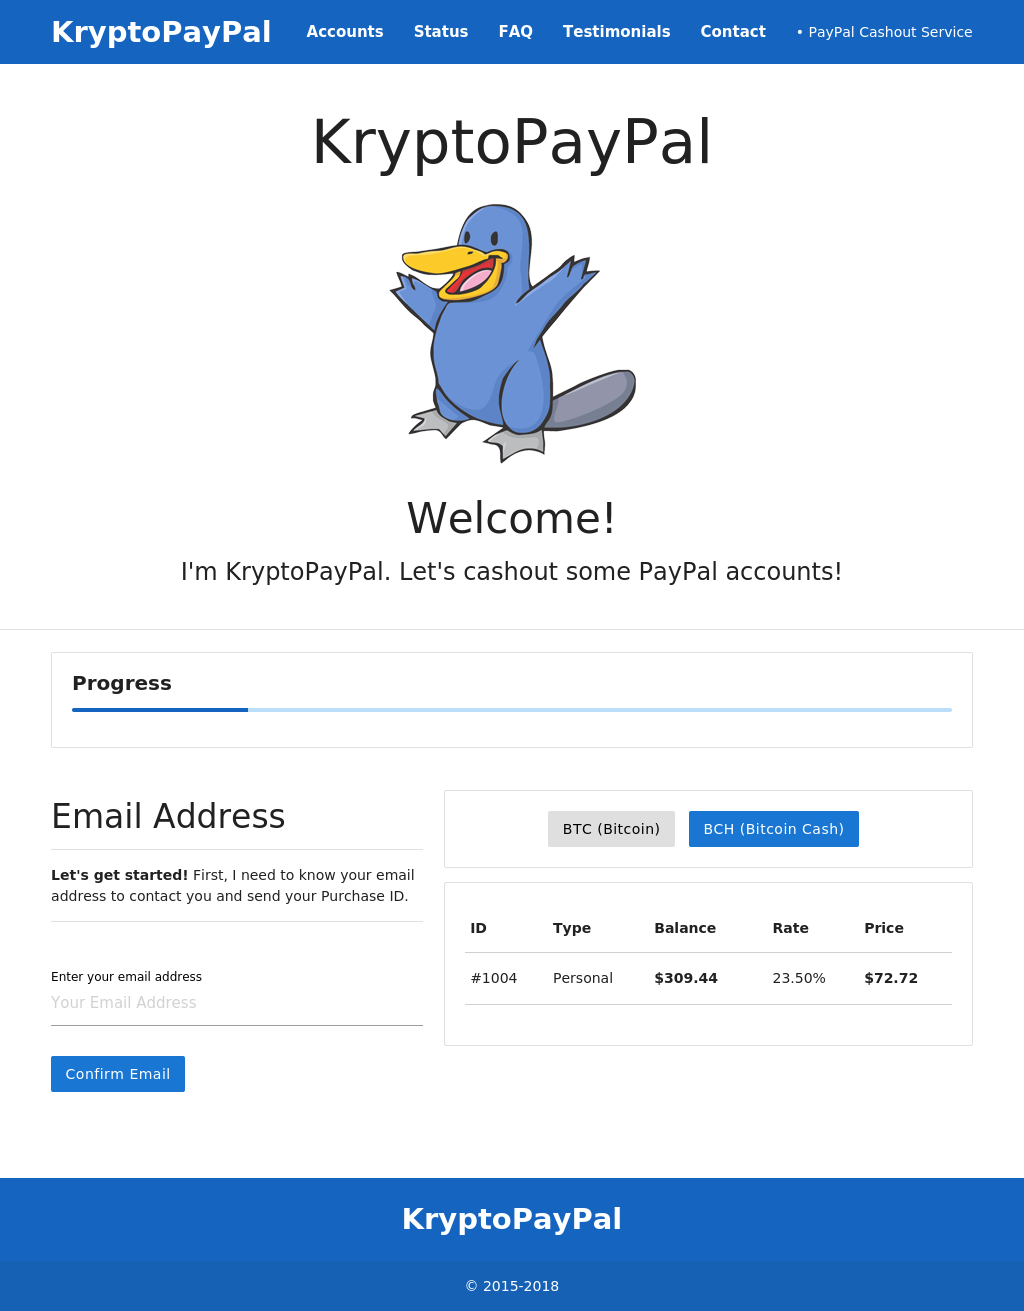 KryptoPayPal Accounts Status FAQ Testimonials Contact • PayPal Cashout Service
KryptoPayPal
Welcome!
I'm KryptoPayPal. Let's cashout some PayPal accounts!
Progress
Email Address
Let's get started! First, I need to know your email
address to contact you and send your Purchase ID.
Enter your email address
Your Email Address
Confirm Email
BTC (Bitcoin) BCH (Bitcoin Cash)
ID Type Balance Rate Price
#1004 Personal $309.44 23.50% $72.72
KryptoPayPal
© 2015-2018